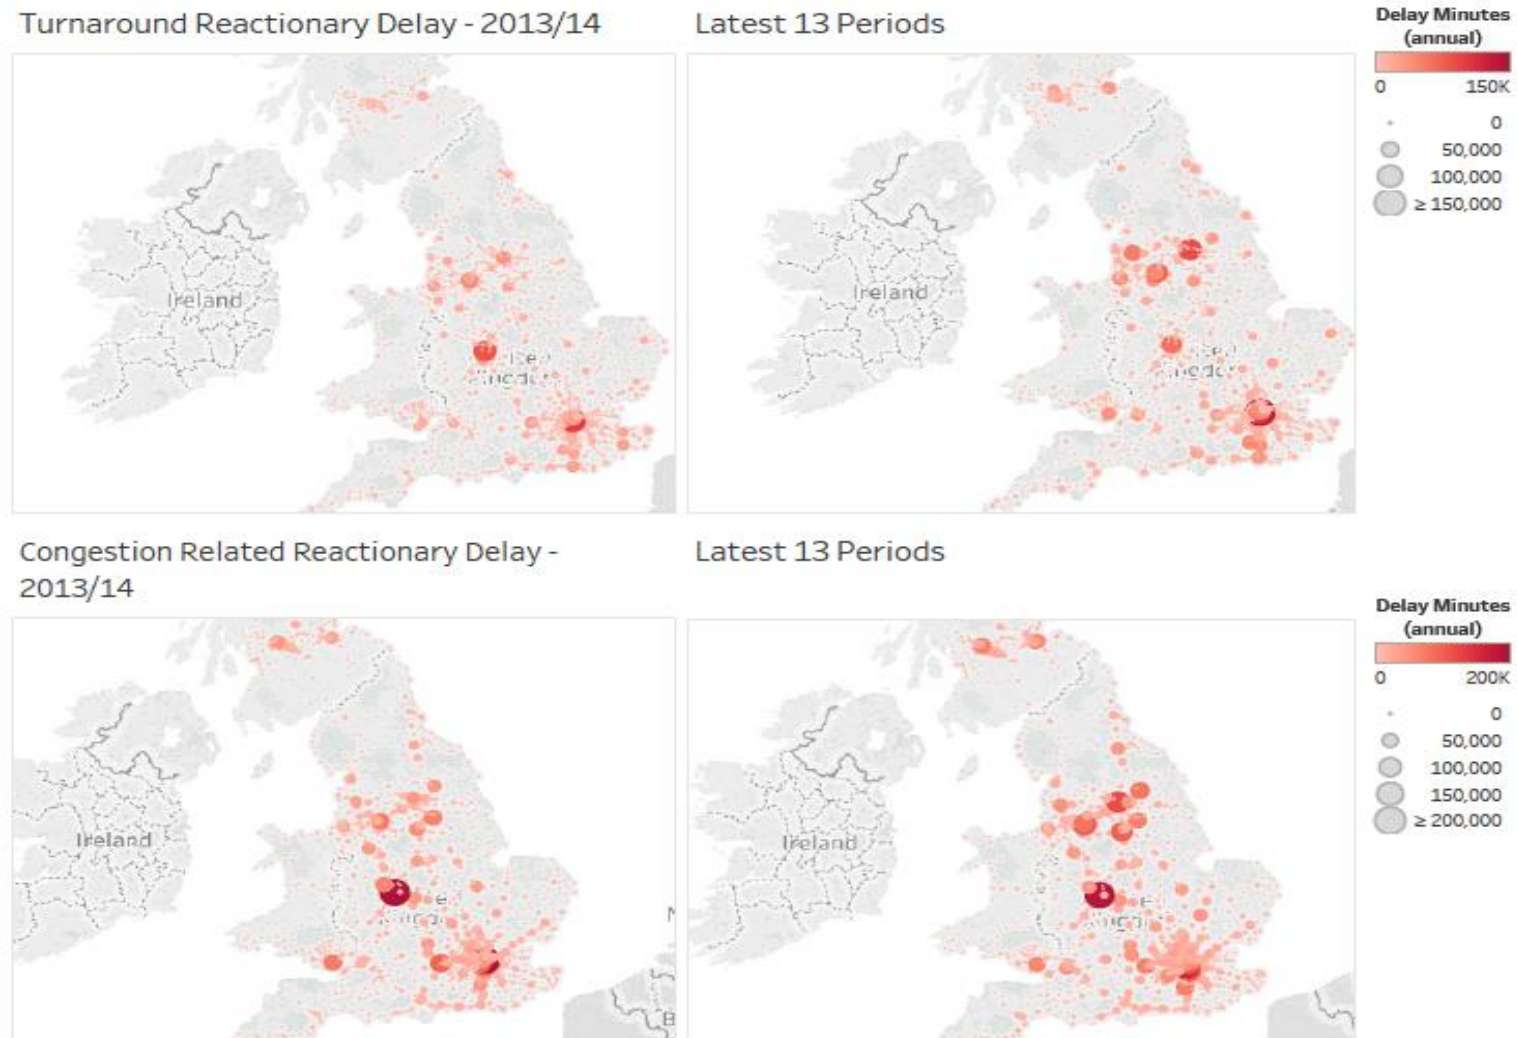 Turnaround Reactionary Delay - 2013/14
Latest 13 Periods
Delay Minutes
(annual)
0 150K
0
50,000
100,000
≥ 150,000
Ireland
Ireland
Congestion Related Reactionary Delay -
2013/14
Latest 13 Periods
Delay Minutes
(annual)
0 200K
0
50,000
100,000
150,000
≥ 200,000
Ireland
Ireland